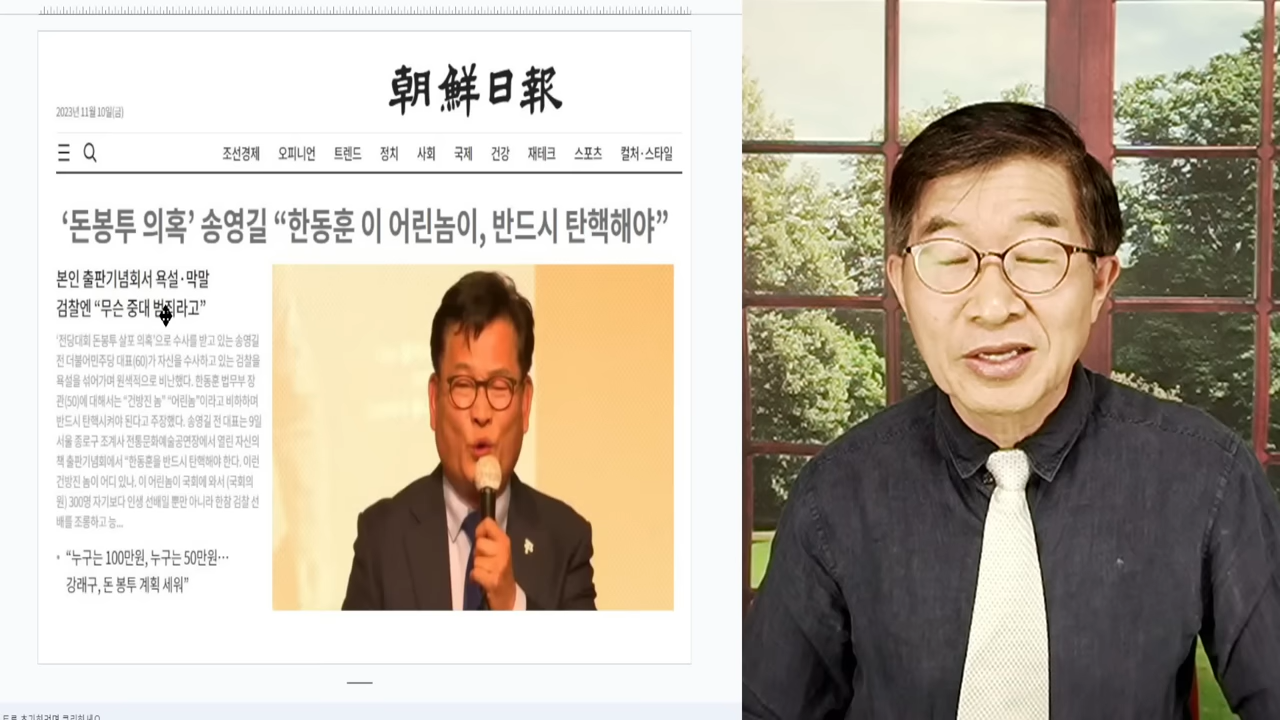 朝鮮日報
2023년 11월 10일(금)
조선경제 오피니언 트렌드 정치 사회 국제 건강 재테크 스포츠 컬처·스타일
‘돈봉투 의혹’ 송영길 “한동훈 이 어린놈이, 반드시 탄핵해야”
본인 출판기념회서 욕설·막말
검찰엔 “무슨 중대 범죄라고”
‘전당대회 돈봉투 살포 의혹’으로 수사를 받고 있는 송영길
전 더불어민주당 대표(60)가 자신을 수사하고 있는 검찰을
욕설을 섞어가며 원색적으로 비난했다. 한동훈 법무부 장
관(50)에 대해서는 “건방진 놈” “어린놈”이라고 비하하며
반드시 탄핵시켜야 된다고 주장했다. 송영길 전 대표는 9일
서울 종로구 조계사 전통문화예술공연장에서 열린 자신의
책 출판기념회에서 “한동훈을 반드시 탄핵해야 한다. 이런
건방진 놈이 어디 있나. 이 어린놈이 국회에 와서 (국회의
원) 300명 자기보다 인생 선배일 뿐만 아니라 한참 검찰 선
배를 조롱하고 능...
• “누구는 100만원, 누구는 50만원…
강래구, 돈 봉투 계획 세워”